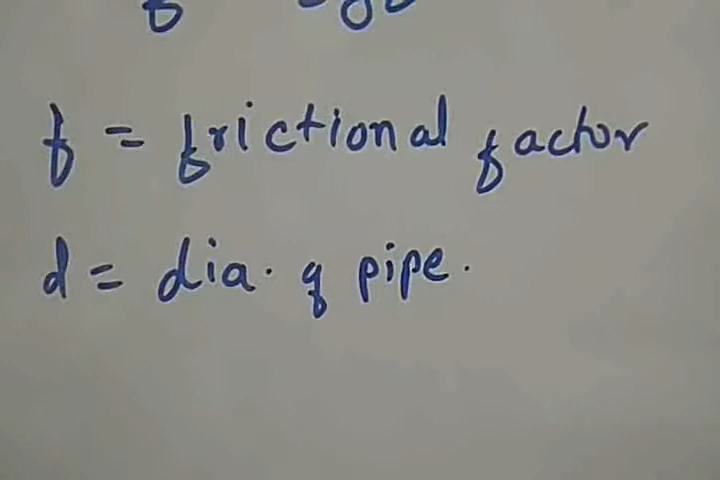 f = frictional factor
d = dia. of pipe.